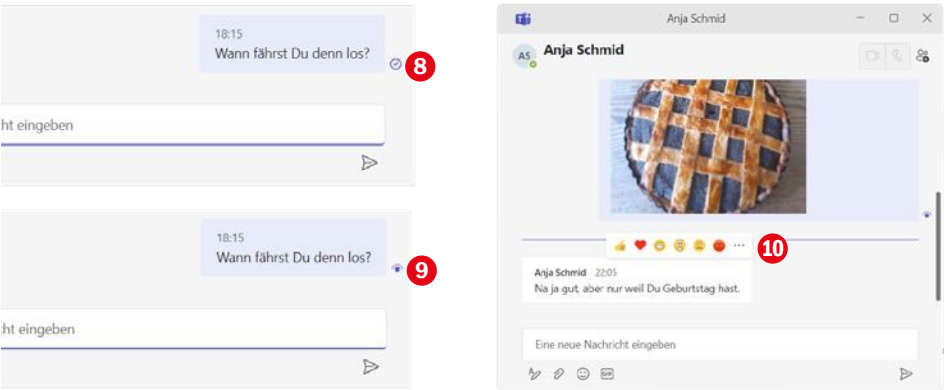 18:15
Wann fährst Du denn los?
8
ht eingeben
18:15
Wann fährst Du denn los?
9
ht eingeben
Anja Schmid
AS Anja Schmid
10
Anja Schmid 22:05
Na ja gut, aber nur weil Du Geburtstag hast.
Eine neue Nachricht eingeben
GIF